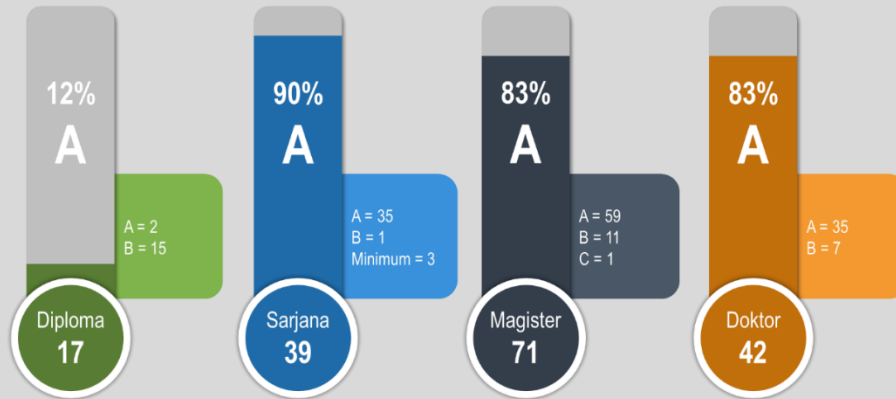 12%
A
A = 2
B = 15
Diploma
17
90%
A
A = 35
B = 1
Minimum = 3
Sarjana
39
83%
A
A = 59
B = 11
C = 1
Magister
71
83%
A
A = 35
B = 7
Doktor
42